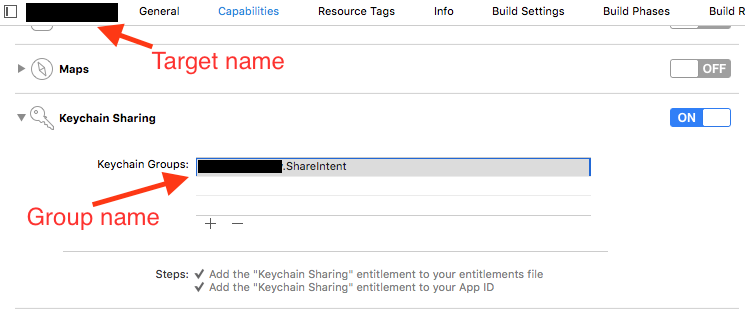 General Capabilities Resource Tags Info Build Settings Build Phases Build R
Target name
Maps OFF
Keychain Sharing ON
Keychain Groups: .ShareIntent
Group name
+ −
Steps: ✓ Add the "Keychain Sharing" entitlement to your entitlements file
✓ Add the "Keychain Sharing" entitlement to your App ID